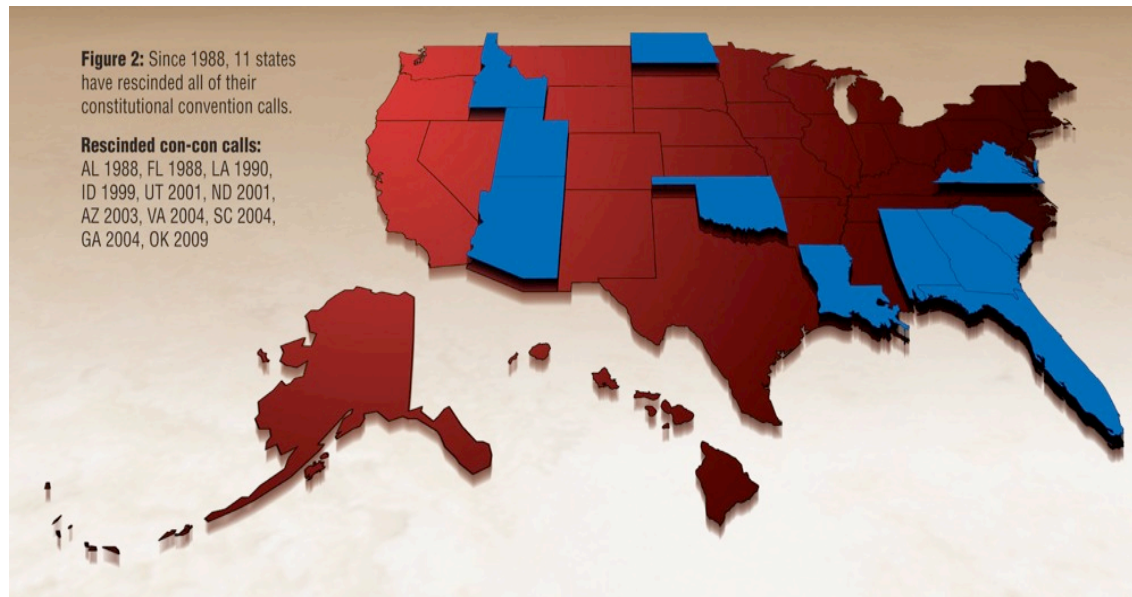 Figure 2: Since 1988, 11 states
have rescinded all of their
constitutional convention calls.
Rescinded con-con calls:
AL 1988, FL 1988, LA 1990,
ID 1999, UT 2001, ND 2001,
AZ 2003, VA 2004, SC 2004,
GA 2004, OK 2009